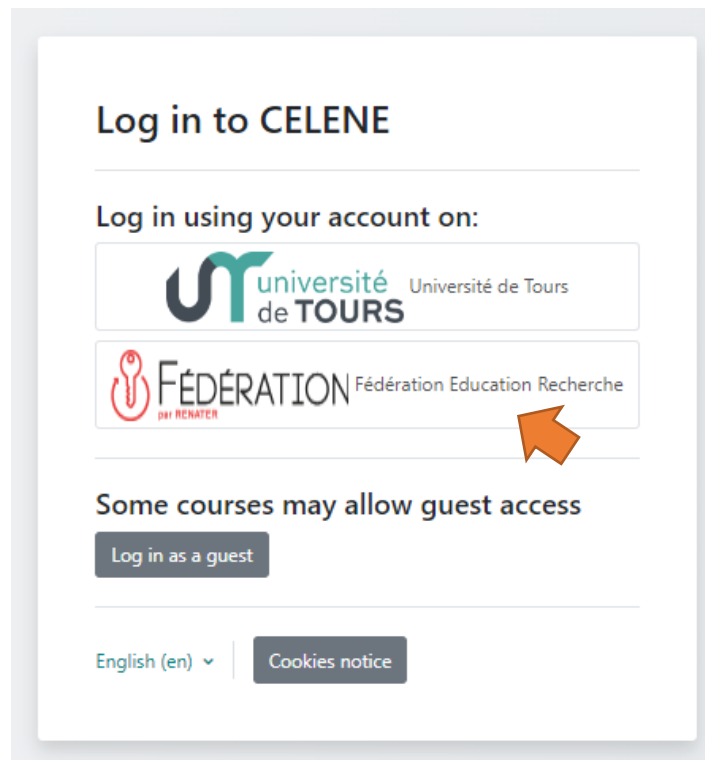 Log in to CELENE
Log in using your account on:
université
de TOURS
Université de Tours
FÉDÉRATION
par RENATER
Fédération Education Recherche
Some courses may allow guest access
Log in as a guest
English (en)
Cookies notice